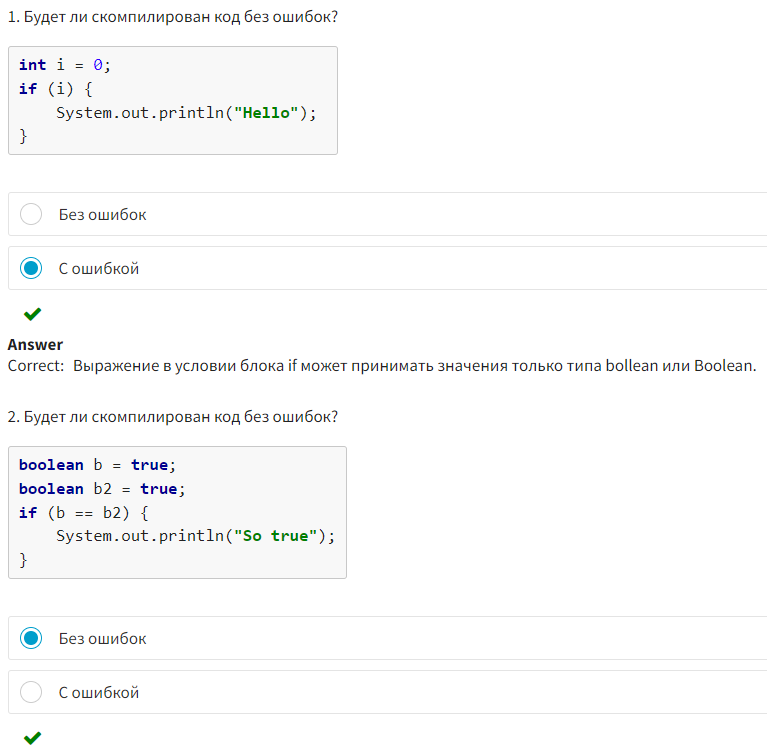 1. Будет ли скомпилирован код без ошибок?
int i = 0;
if (i) {
    System.out.println("Hello");
}
Без ошибок
С ошибкой
Answer
Correct:  Выражение в условии блока if может принимать значения только типа bollean или Boolean.
2. Будет ли скомпилирован код без ошибок?
boolean b = true;
boolean b2 = true;
if (b == b2) {
    System.out.println("So true");
}
Без ошибок
С ошибкой